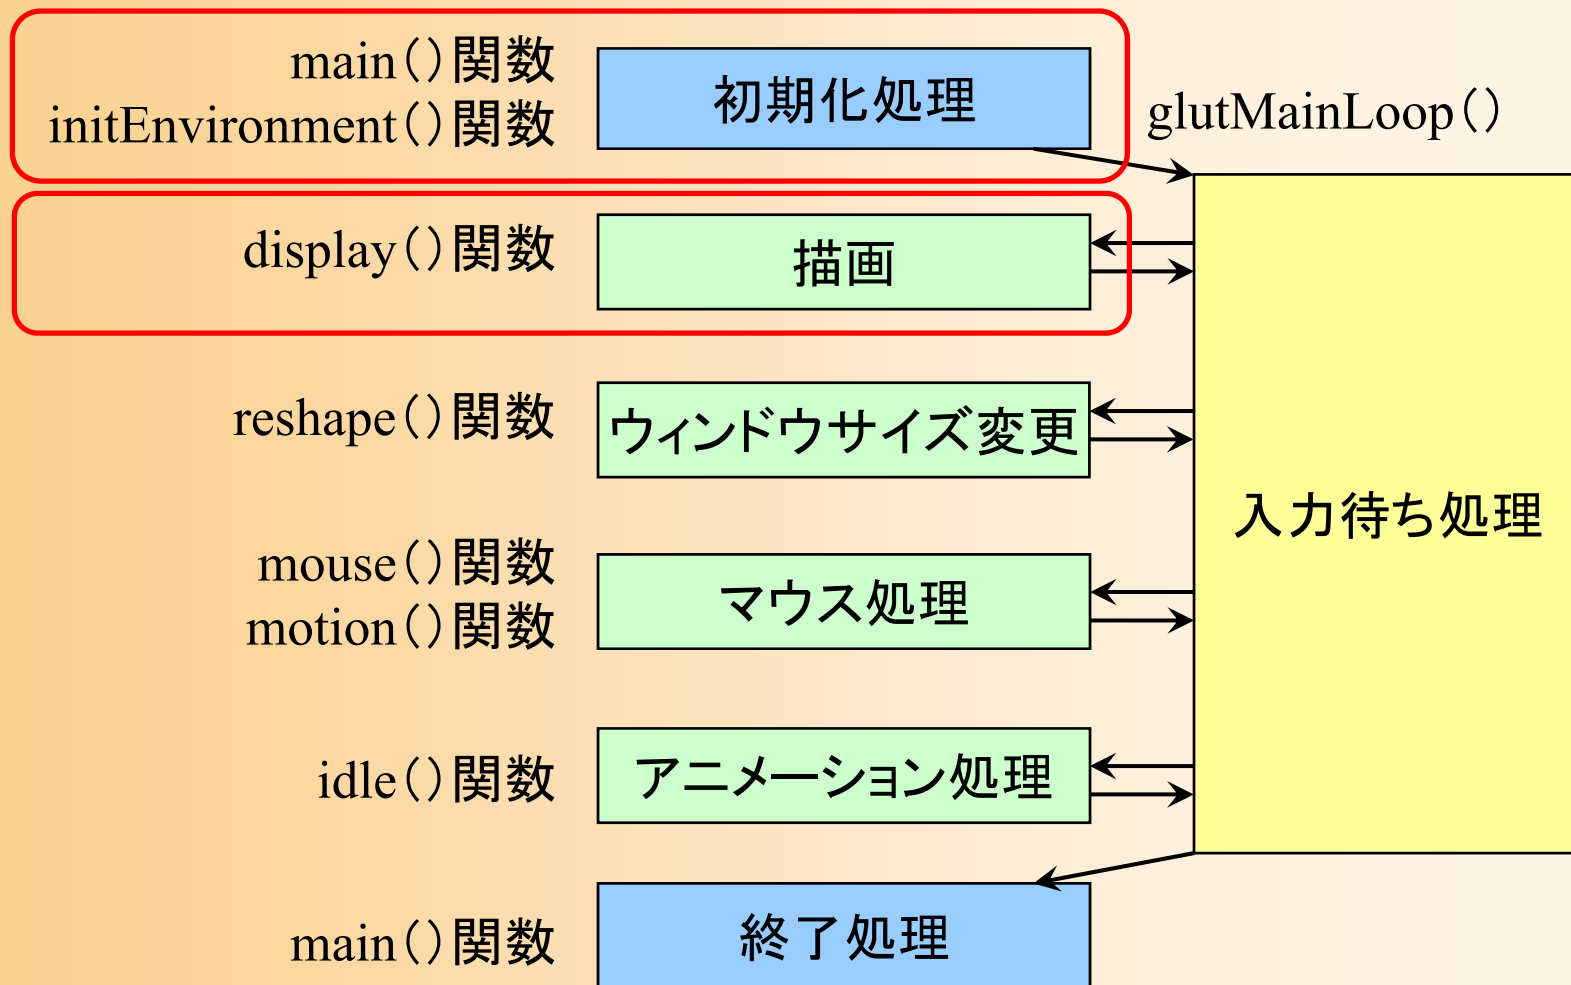 main()関数
initEnvironment()関数
初期化処理
glutMainLoop()
display()関数
描画
reshape()関数
ウィンドウサイズ変更
入力待ち処理
mouse()関数
motion()関数
マウス処理
idle()関数
アニメーション処理
main()関数
終了処理